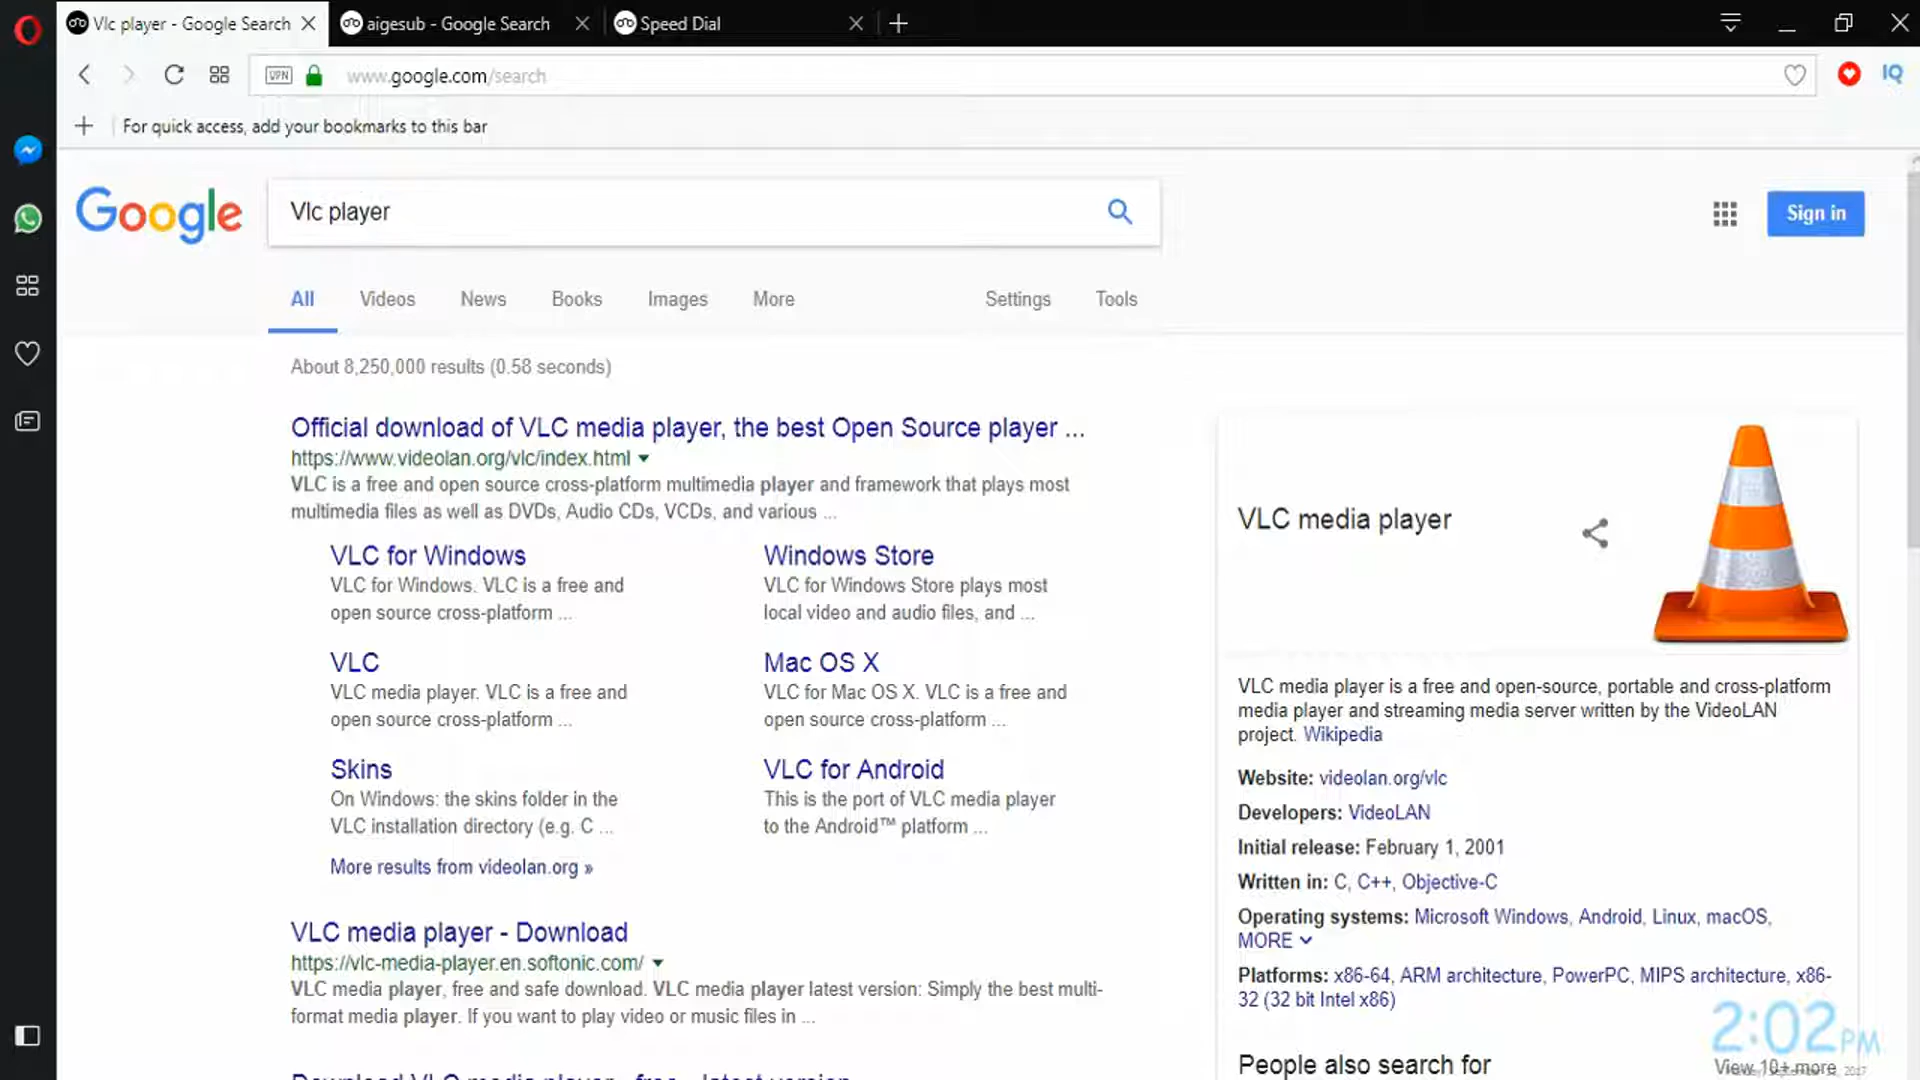 Vlc player - Google Search
aigesub - Google Search
Speed Dial
VPN
www.google.com/search
IQ
For quick access, add your bookmarks to this bar
Google
Vlc player
Sign in
All
Videos
News
Books
Images
More
Settings
Tools
About 8,250,000 results (0.58 seconds)
Official download of VLC media player, the best Open Source player ...
https://www.videolan.org/vlc/index.html
VLC is a free and open source cross-platform multimedia player and framework that plays most
multimedia files as well as DVDs, Audio CDs, VCDs, and various ...
VLC for Windows
VLC for Windows. VLC is a free and
open source cross-platform ...
Windows Store
VLC for Windows Store plays most
local video and audio files, and ...
VLC
VLC media player. VLC is a free and
open source cross-platform ...
Mac OS X
VLC for Mac OS X. VLC is a free and
open source cross-platform ...
Skins
On Windows: the skins folder in the
VLC installation directory (e.g. C ...
VLC for Android
This is the port of VLC media player
to the Android™ platform ...
More results from videolan.org »
VLC media player - Download
https://vlc-media-player.en.softonic.com/
VLC media player, free and safe download. VLC media player latest version: Simply the best multi-
format media player. If you want to play video or music files in ...
Download VLC media player - free - latest version
VLC media player
VLC media player is a free and open-source, portable and cross-platform
media player and streaming media server written by the VideoLAN
project. Wikipedia
Website: videolan.org/vlc
Developers: VideoLAN
Initial release: February 1, 2001
Written in: C, C++, Objective-C
Operating systems: Microsoft Windows, Android, Linux, macOS,
MORE
Platforms: x86-64, ARM architecture, PowerPC, MIPS architecture, x86-
32 (32 bit Intel x86)
2:02PM
People also search for
View 10+ more